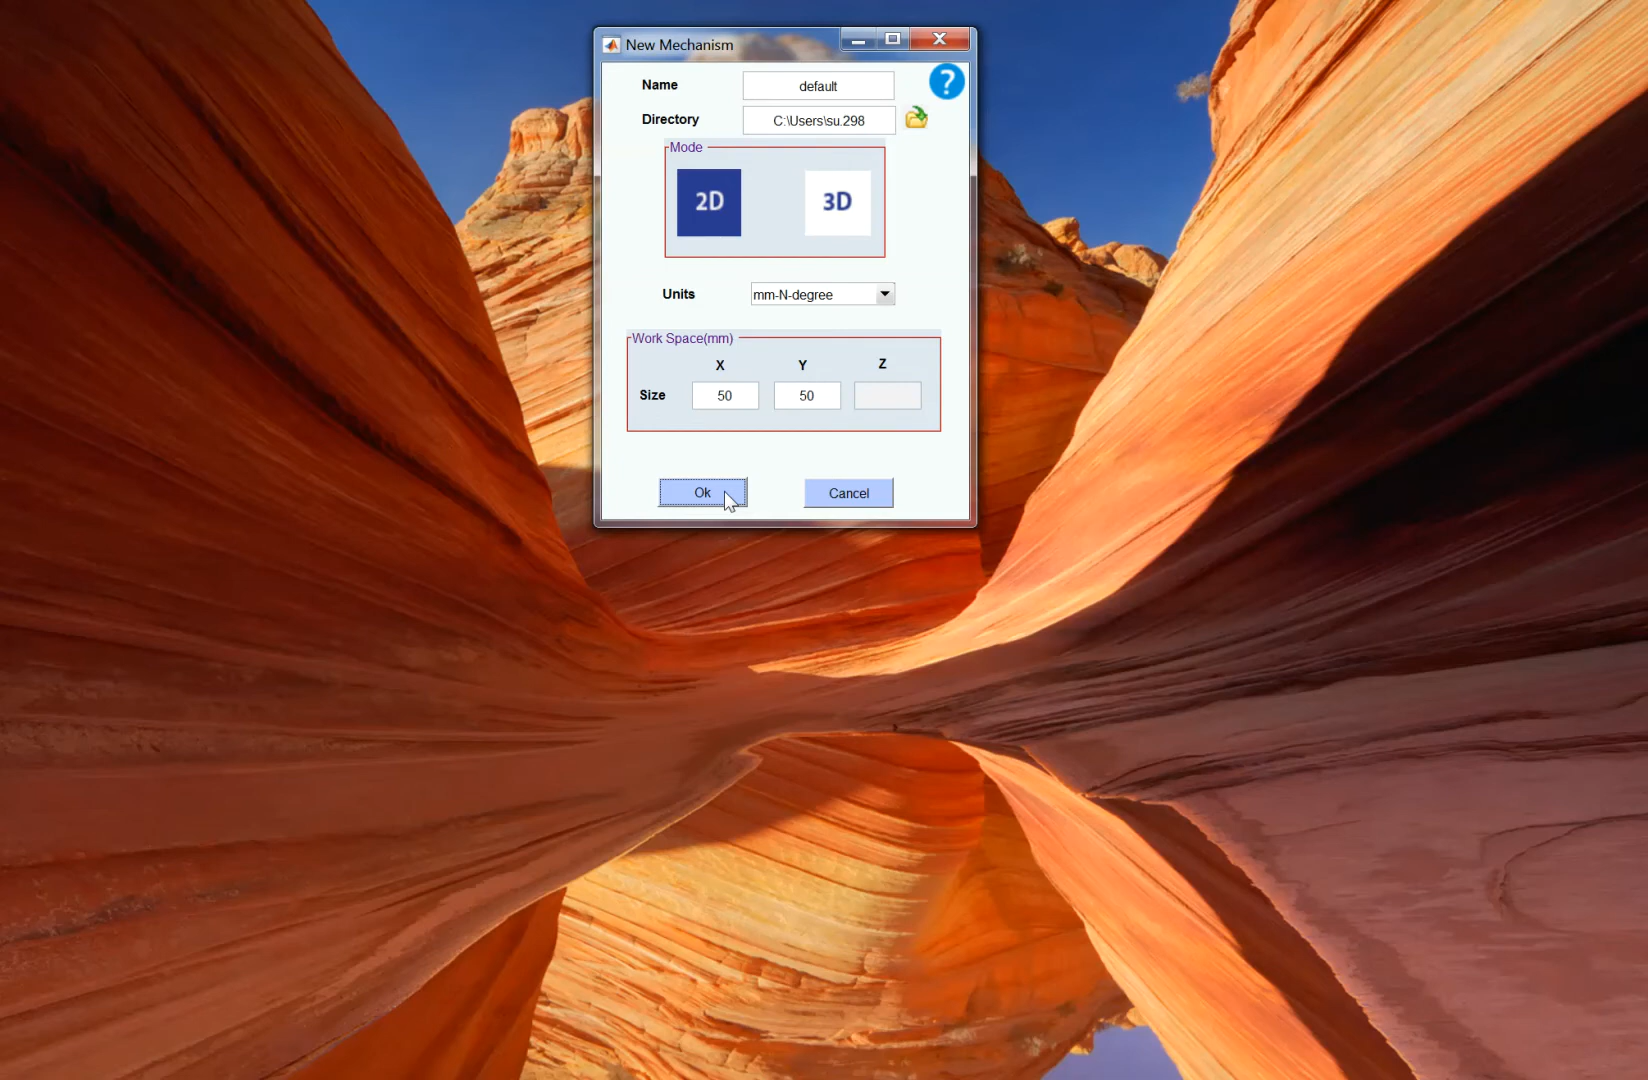 New Mechanism
Name default
?
Directory C:\Users\su.298
Mode
2D 3D
Units mm-N-degree
Work Space(mm)
X Y Z
Size 50 50
Ok Cancel